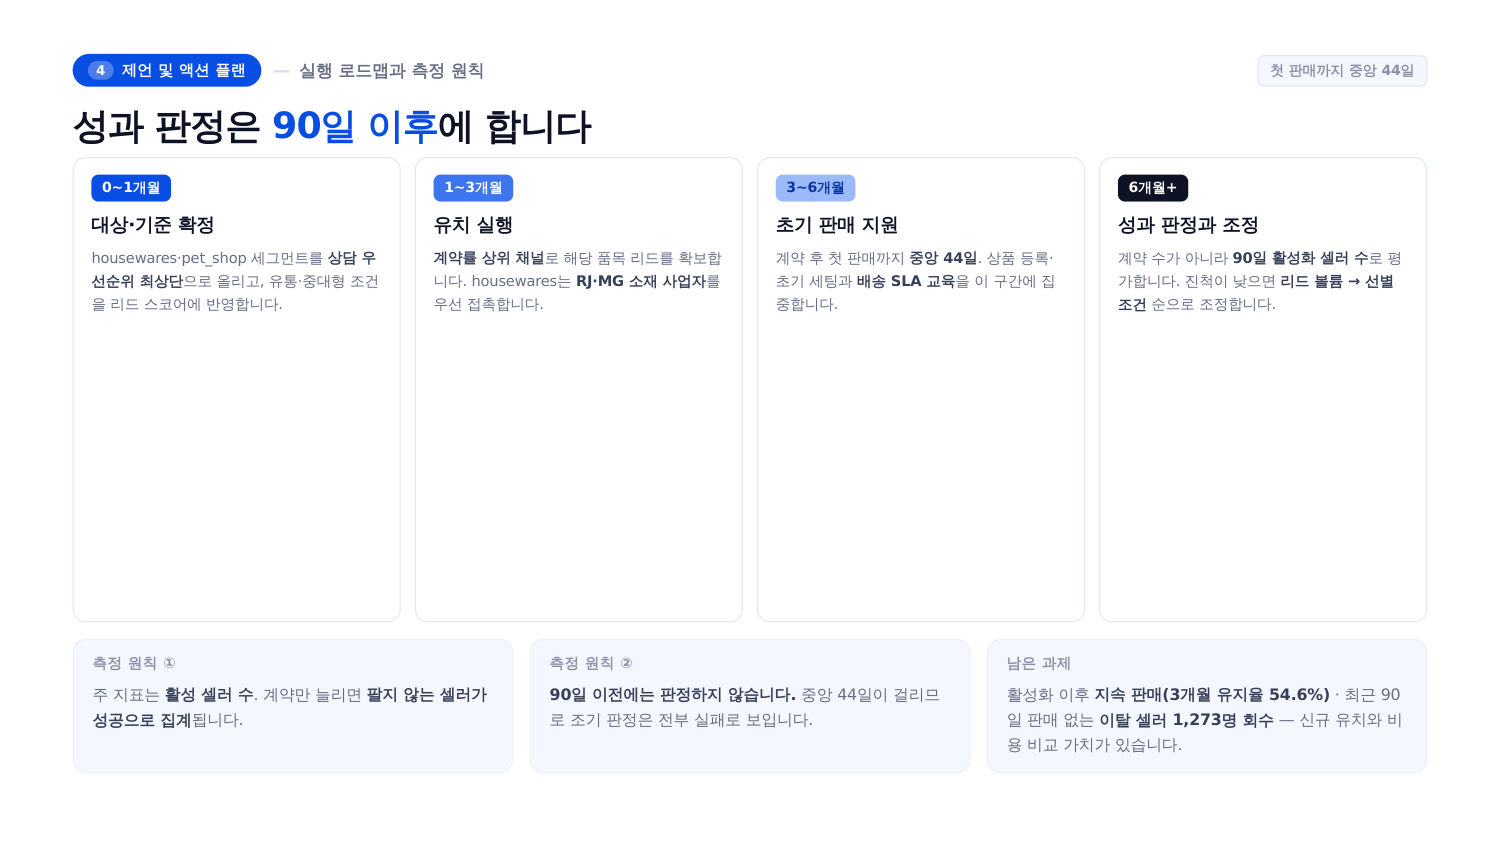 4 제언 및 액션 플랜 — 실행 로드맵과 측정 원칙
첫 판매까지 중앙 44일
성과 판정은 90일 이후에 합니다
0~1개월
대상·기준 확정
housewares·pet_shop 세그먼트를 상담 우
선순위 최상단으로 올리고, 유통·중대형 조건
을 리드 스코어에 반영합니다.
1~3개월
유치 실행
계약률 상위 채널로 해당 품목 리드를 확보합
니다. housewares는 RJ·MG 소재 사업자를
우선 접촉합니다.
3~6개월
초기 판매 지원
계약 후 첫 판매까지 중앙 44일. 상품 등록·
초기 세팅과 배송 SLA 교육을 이 구간에 집
중합니다.
6개월+
성과 판정과 조정
계약 수가 아니라 90일 활성화 셀러 수로 평
가합니다. 진척이 낮으면 리드 볼륨 → 선별
조건 순으로 조정합니다.
측정 원칙 ①
주 지표는 활성 셀러 수. 계약만 늘리면 팔지 않는 셀러가
성공으로 집계됩니다.
측정 원칙 ②
90일 이전에는 판정하지 않습니다. 중앙 44일이 걸리므
로 조기 판정은 전부 실패로 보입니다.
남은 과제
활성화 이후 지속 판매(3개월 유지율 54.6%) · 최근 90
일 판매 없는 이탈 셀러 1,273명 회수 — 신규 유치와 비
용 비교 가치가 있습니다.